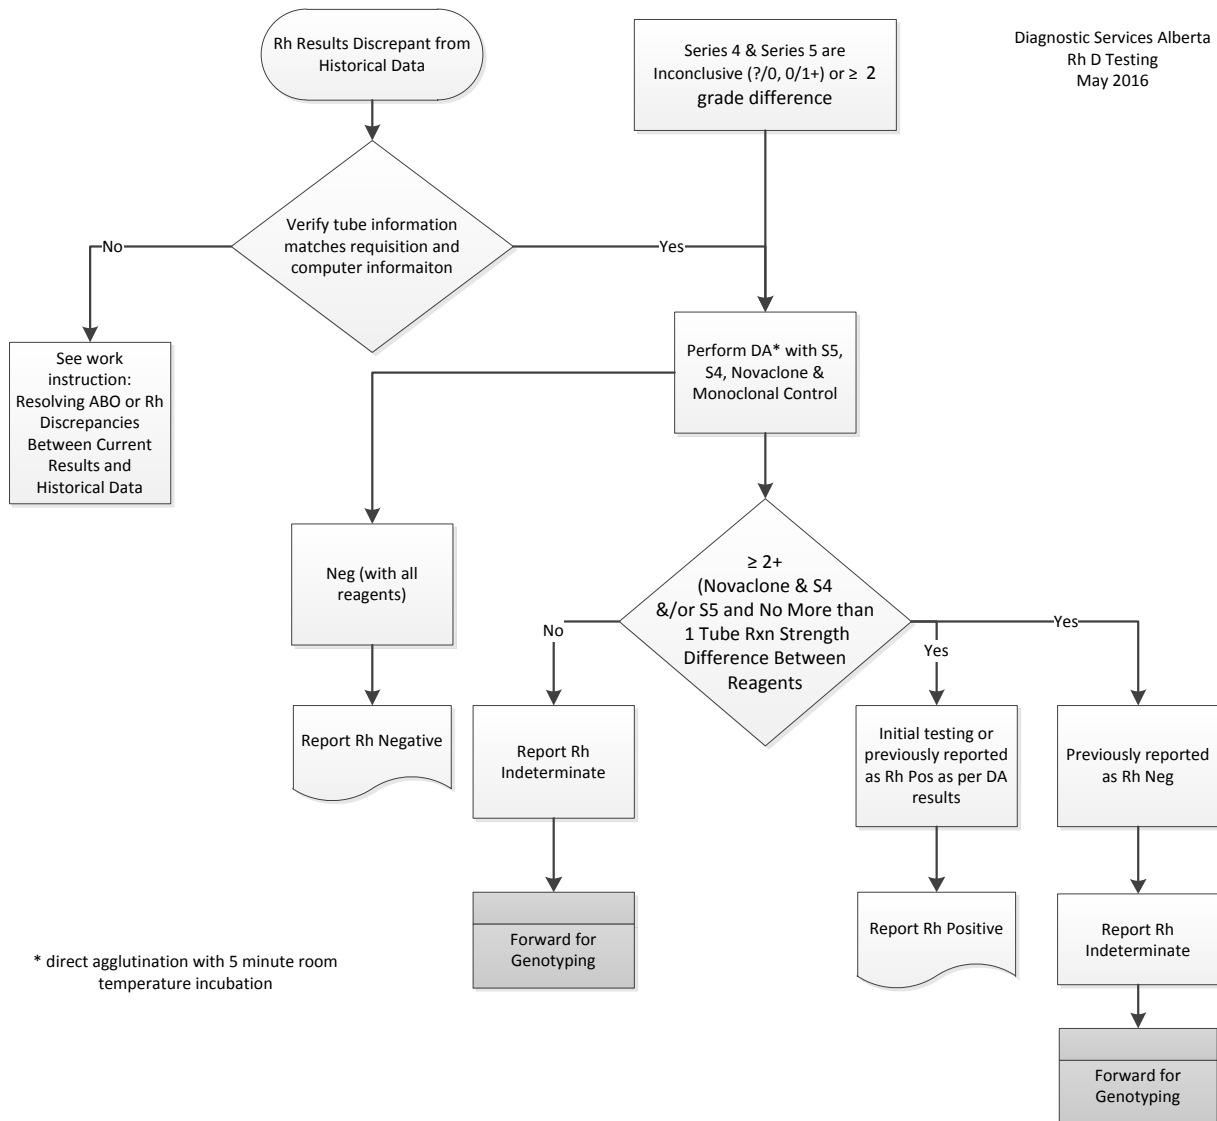 Rh Results Discrepant from
Historical Data
Series 4 & Series 5 are
Inconclusive (?/0, 0/1+) or ≥ 2
grade difference
Diagnostic Services Alberta
Rh D Testing
May 2016
Verify tube information
matches requisition and
computer informaiton
No
Yes
See work
instruction:
Resolving ABO or Rh
Discrepancies
Between Current
Results and
Historical Data
Perform DA* with S5,
S4, Novaclone &
Monoclonal Control
Neg (with all
reagents)
≥ 2+
(Novaclone & S4
&/or S5 and No More than
1 Tube Rxn Strength
Difference Between
Reagents
No
Yes
Yes
Report Rh Negative
Report Rh
Indeterminate
Initial testing or
previously reported
as Rh Pos as per DA
results
Previously reported
as Rh Neg
Forward for
Genotyping
Report Rh Positive
Report Rh
Indeterminate
Forward for
Genotyping
* direct agglutination with 5 minute room
temperature incubation